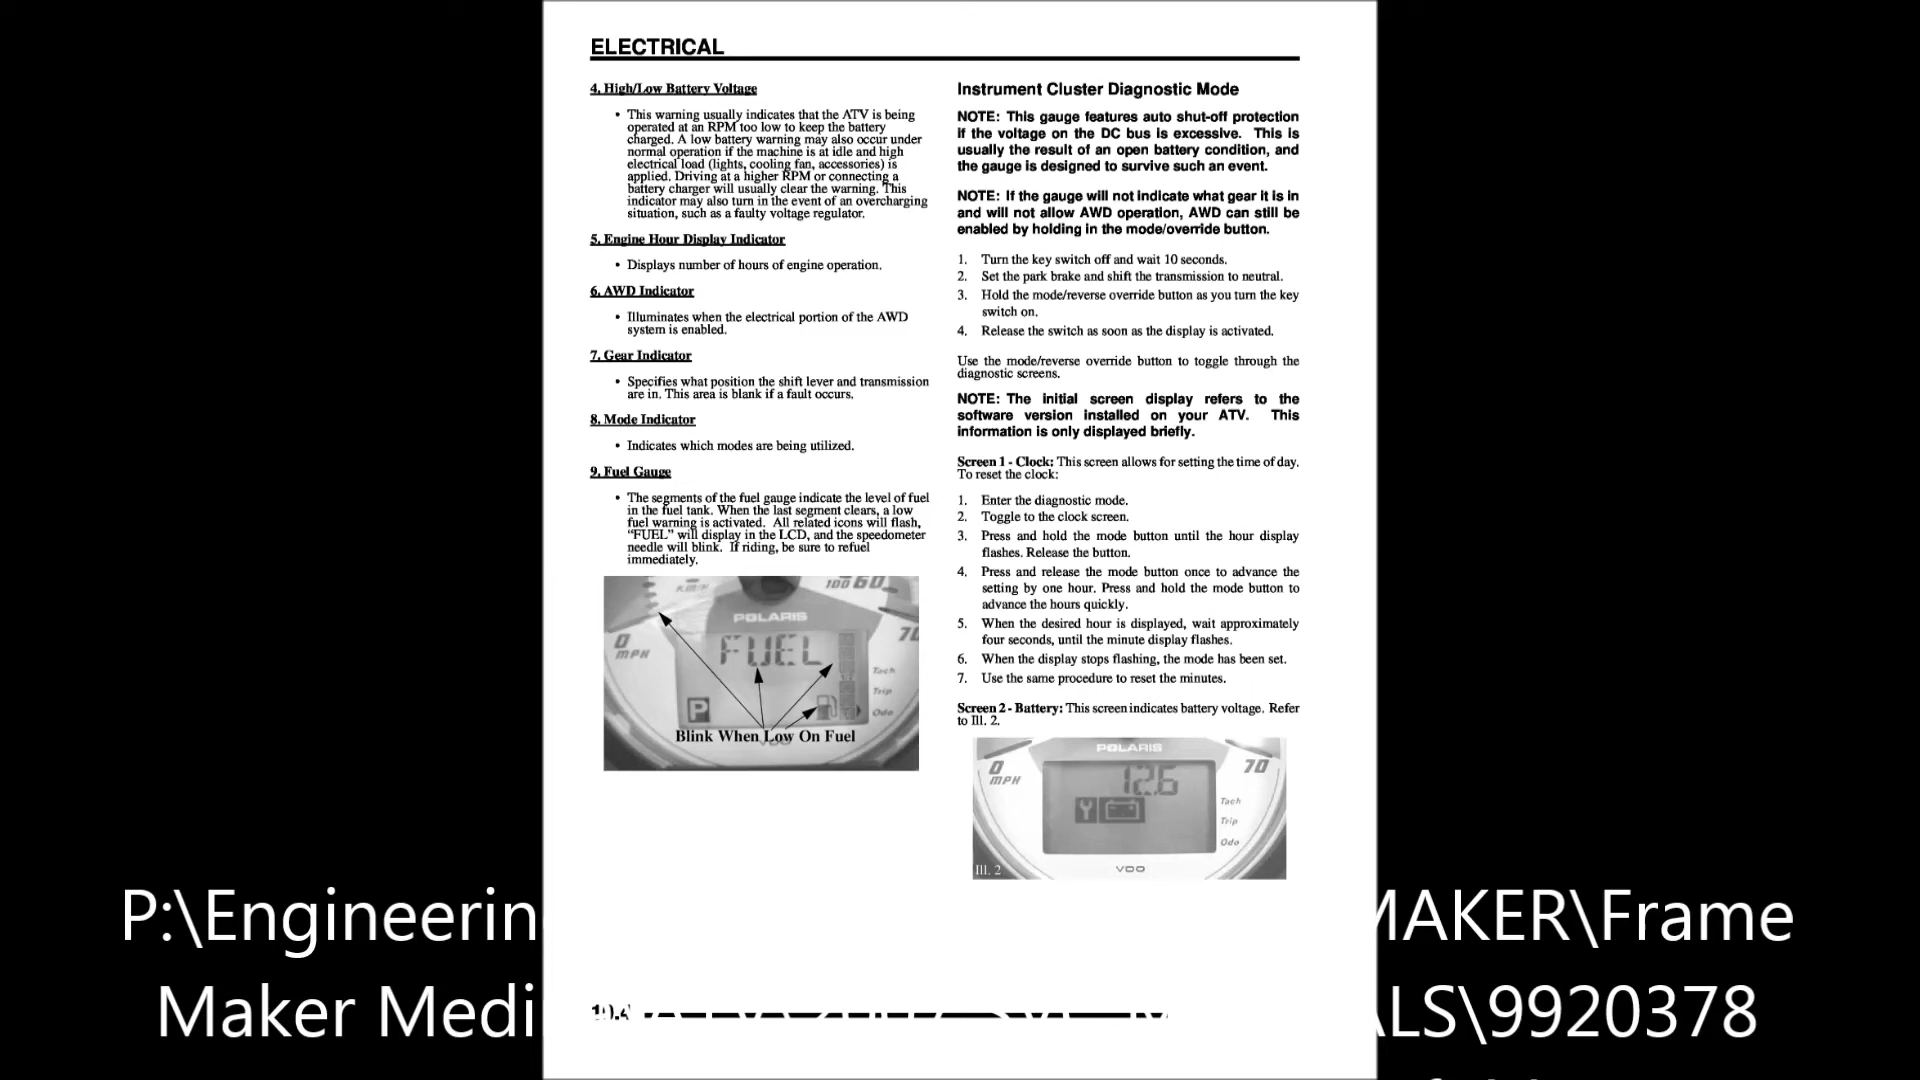 ELECTRICAL
4. High/Low Battery Voltage
• This warning usually indicates that the ATV is being
operated at an RPM too low to keep the battery
charged. A low battery warning may also occur under
normal operation if the machine is at idle and high
electrical load (lights, cooling fan, accessories) is
applied. Driving at a higher RPM or connecting a
battery charger will usually clear the warning. This
indicator may also turn in the event of an overcharging
situation, such as a faulty voltage regulator.
5. Engine Hour Display Indicator
• Displays number of hours of engine operation.
6. AWD Indicator
• Illuminates when the electrical portion of the AWD
system is enabled.
7. Gear Indicator
• Specifies what position the shift lever and transmission
are in. This area is blank if a fault occurs.
8. Mode Indicator
• Indicates which modes are being utilized.
9. Fuel Gauge
• The segments of the fuel gauge indicate the level of fuel
in the fuel tank. When the last segment clears, a low
fuel warning is activated. All related icons will flash,
“FUEL” will display in the LCD, and the speedometer
needle will blink. If riding, be sure to refuel
immediately.
KM/H 100 60
POLARIS
0 MPH 70
FUEL
Tach
Trip
P Odo
Blink When Low On Fuel
Instrument Cluster Diagnostic Mode
NOTE: This gauge features auto shut-off protection
if the voltage on the DC bus is excessive. This is
usually the result of an open battery condition, and
the gauge is designed to survive such an event.
NOTE: If the gauge will not indicate what gear it is in
and will not allow AWD operation, AWD can still be
enabled by holding in the mode/override button.
1. Turn the key switch off and wait 10 seconds.
2. Set the park brake and shift the transmission to neutral.
3. Hold the mode/reverse override button as you turn the key
switch on.
4. Release the switch as soon as the display is activated.
Use the mode/reverse override button to toggle through the
diagnostic screens.
NOTE: The initial screen display refers to the
software version installed on your ATV. This
information is only displayed briefly.
Screen 1 - Clock: This screen allows for setting the time of day.
To reset the clock:
1. Enter the diagnostic mode.
2. Toggle to the clock screen.
3. Press and hold the mode button until the hour display
flashes. Release the button.
4. Press and release the mode button once to advance the
setting by one hour. Press and hold the mode button to
advance the hours quickly.
5. When the desired hour is displayed, wait approximately
four seconds, until the minute display flashes.
6. When the display stops flashing, the mode has been set.
7. Use the same procedure to reset the minutes.
Screen 2 - Battery: This screen indicates battery voltage. Refer
to Ill. 2.
POLARIS
0 MPH 12.6 70
Tach
Trip
Odo
Ill. 2 VDO
P:\Engineerin MAKER\Frame
Maker Medi ALS\9920378
10.4